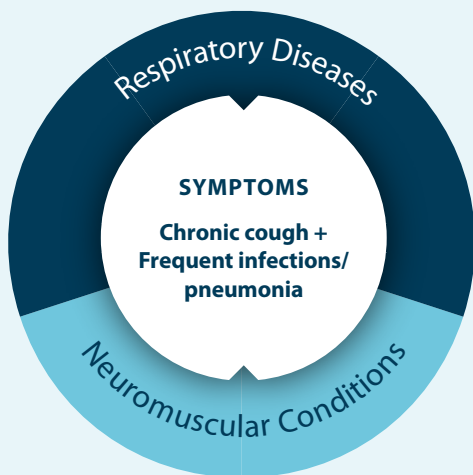 Respiratory Diseases
SYMPTOMS
Chronic cough +
Frequent infections/
pneumonia
Neuromuscular Conditions